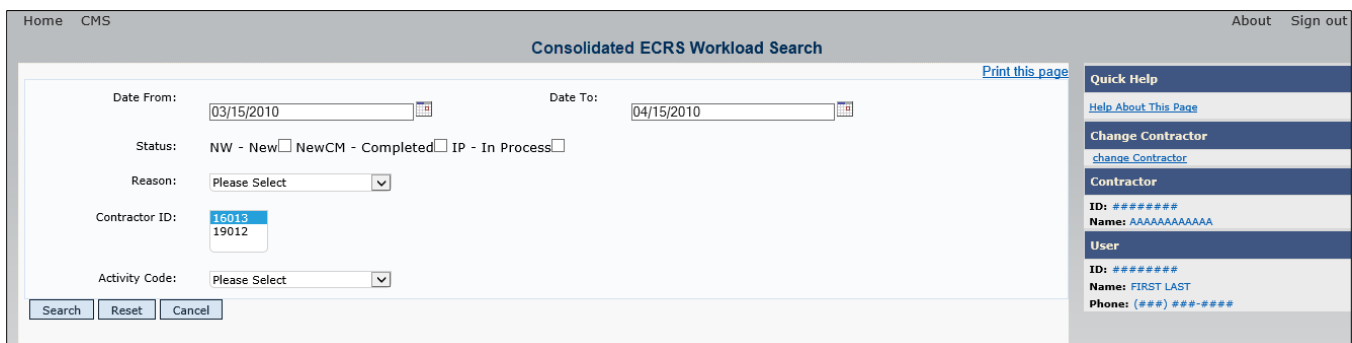 Home CMS About Sign out
Consolidated ECRS Workload Search
Print this page
Date From: 03/15/2010 Date To: 04/15/2010
Status: NW - New NewCM - Completed IP - In Process
Reason: Please Select
Contractor ID: 16013
19012
Activity Code: Please Select
Search Reset Cancel
Quick Help
Help About This Page
Change Contractor
change Contractor
Contractor
ID: ########
Name: AAAAAAAAAAAA
User
ID: ########
Name: FIRST LAST
Phone: (###) ###-####